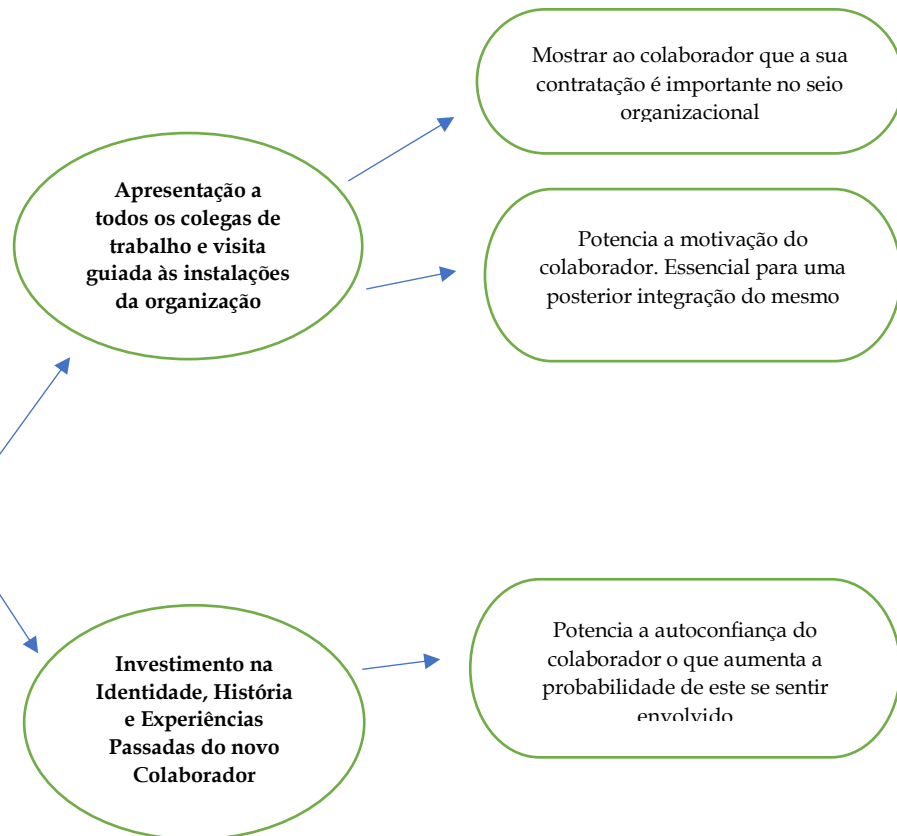 Mostrar ao colaborador que a sua
contratação é importante no seio
organizacional
Apresentação a
todos os colegas de
trabalho e visita
guiada às instalações
da organização
Potencia a motivação do
colaborador. Essencial para uma
posterior integração do mesmo
Investimento na
Identidade, História
e Experiências
Passadas do novo
Colaborador
Potencia a autoconfiança do
colaborador o que aumenta a
probabilidade de este se sentir
envolvido